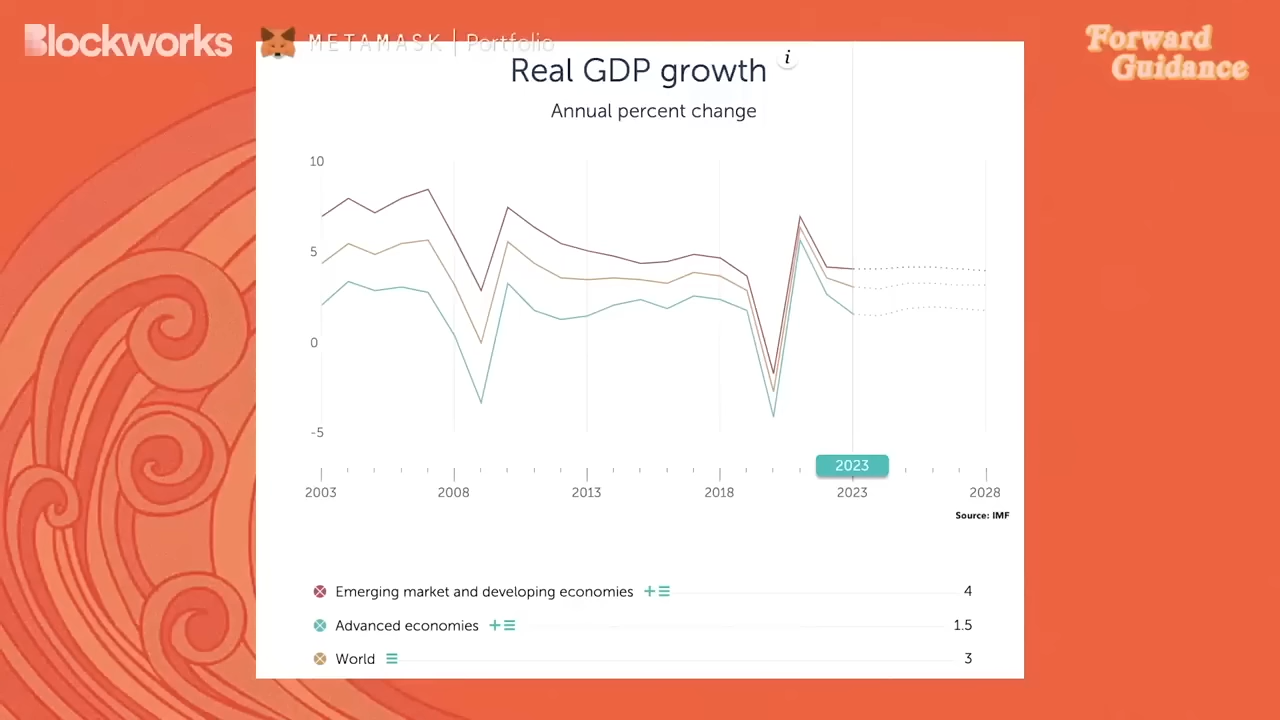 Blockworks
METAMASK | Portfolio
Forward
Guidance
i
Real GDP growth
Annual percent change
10
5
0
-5
2023
2003 2008 2013 2018 2023 2028
Source: IMF
Emerging market and developing economies 4
Advanced economies 1.5
World 3